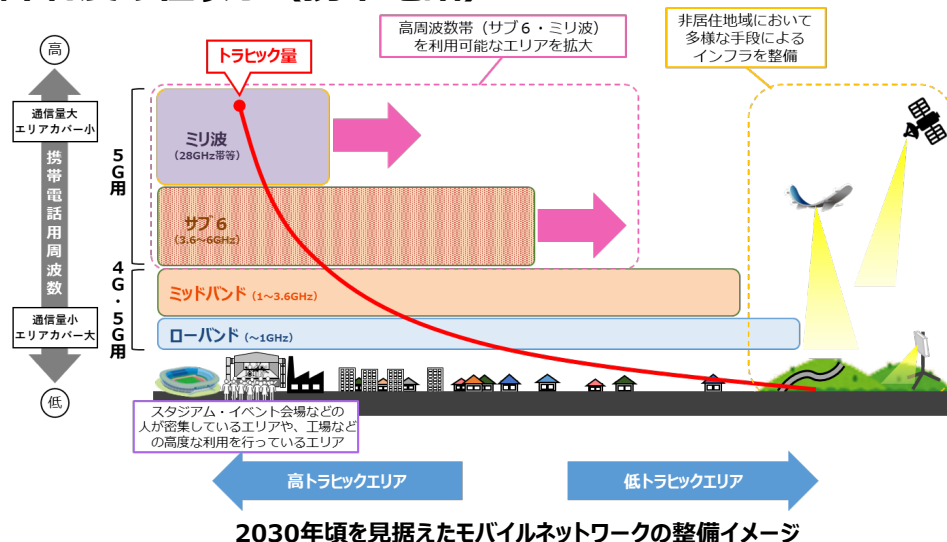 高
通信量大
エリアカバー小
携帯電話用周波数
通信量小
エリアカバー大
低
5G用
4G・5G用
トラヒック量
高周波数帯（サブ6・ミリ波）
を利用可能なエリアを拡大
非居住地域において
多様な手段による
インフラを整備
ミリ波
（28GHz帯等）
サブ6
（3.6～6GHz）
ミッドバンド（1～3.6GHz）
ローバンド（～1GHz）
スタジアム・イベント会場などの
人が密集しているエリアや、工場など
の高度な利用を行っているエリア
高トラヒックエリア
低トラヒックエリア
2030年頃を見据えたモバイルネットワークの整備イメージ